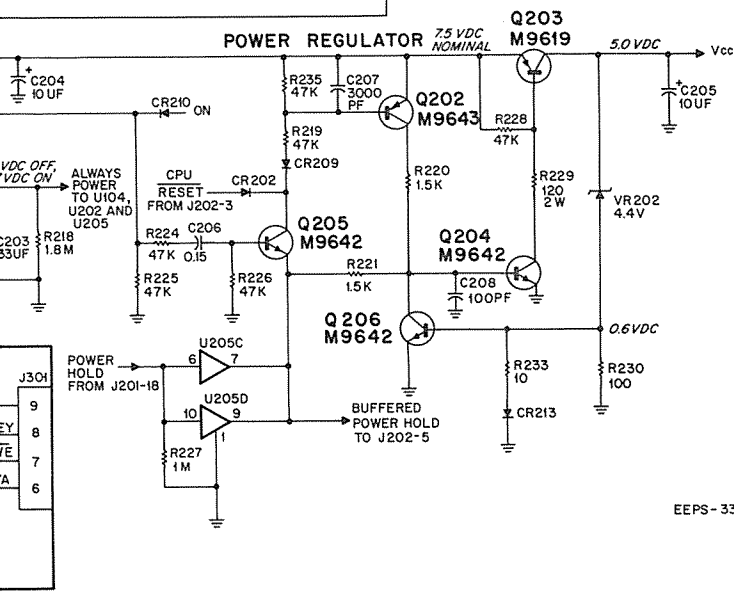 POWER REGULATOR
7.5 VDC
NOMINAL
Q203
M9619
5.0 VDC
Vcc
+
C204
10UF
CR210
ON
R235
47K
C207
3000
PF
Q202
M9643
R228
47K
+
C205
10UF
R219
47K
CR209
VDC OFF,
VDC ON
ALWAYS
POWER
TO U104,
U202 AND
U205
CPU
RESET
FROM J202-3
CR202
R220
1.5K
R229
120
2W
VR202
4.4V
C203
33UF
R218
1.8M
R224
47K
C206
0.15
Q205
M9642
Q204
M9642
R225
47K
R226
47K
R221
1.5K
C208
100PF
Q206
M9642
0.6VDC
POWER
HOLD
FROM J201-18
U205C
6
7
R233
10
R230
100
J301
U205D
10
9
1
BUFFERED
POWER HOLD
TO J202-5
CR213
9
EY
8
7
A
6
R227
1M
EEPS-33